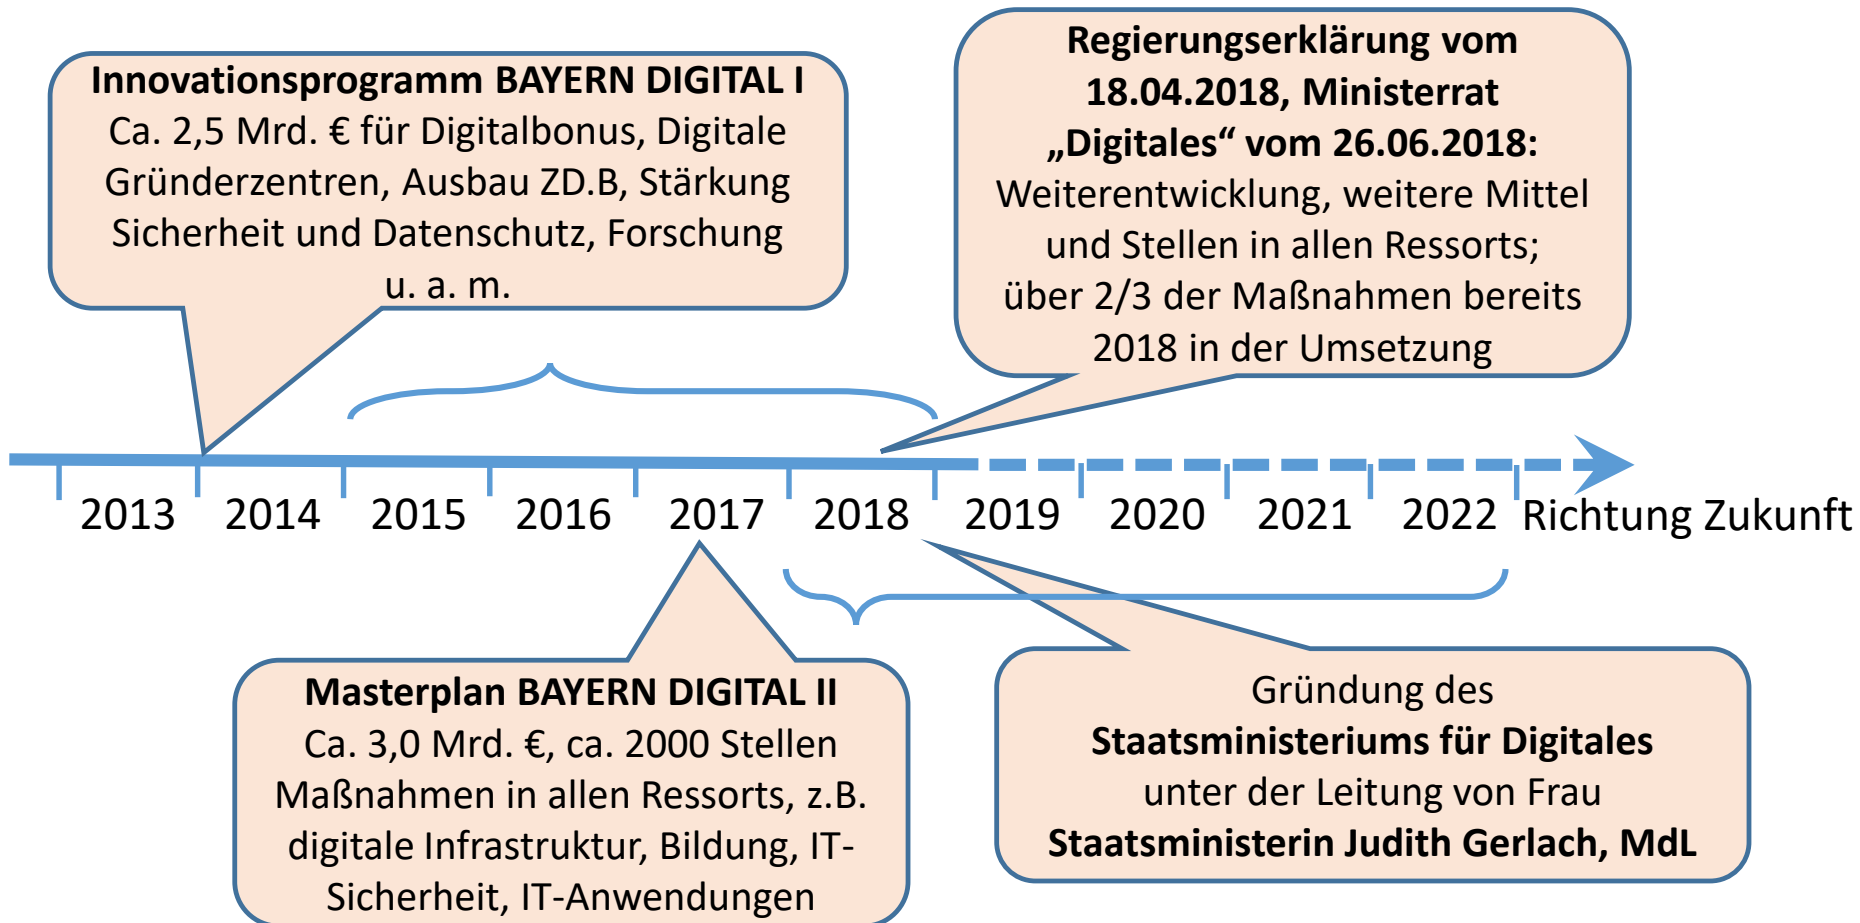 Innovationsprogramm BAYERN DIGITAL I
Ca. 2,5 Mrd. € für Digitalbonus, Digitale
Gründerzentren, Ausbau ZD.B, Stärkung
Sicherheit und Datenschutz, Forschung
u. a. m.
Regierungserklärung vom
18.04.2018, Ministerrat
„Digitales“ vom 26.06.2018:
Weiterentwicklung, weitere Mittel
und Stellen in allen Ressorts;
über 2/3 der Maßnahmen bereits
2018 in der Umsetzung
2013 2014 2015 2016 2017 2018 2019 2020 2021 2022 Richtung Zukunft
Masterplan BAYERN DIGITAL II
Ca. 3,0 Mrd. €, ca. 2000 Stellen
Maßnahmen in allen Ressorts, z.B.
digitale Infrastruktur, Bildung, IT-
Sicherheit, IT-Anwendungen
Gründung des
Staatsministeriums für Digitales
unter der Leitung von Frau
Staatsministerin Judith Gerlach, MdL